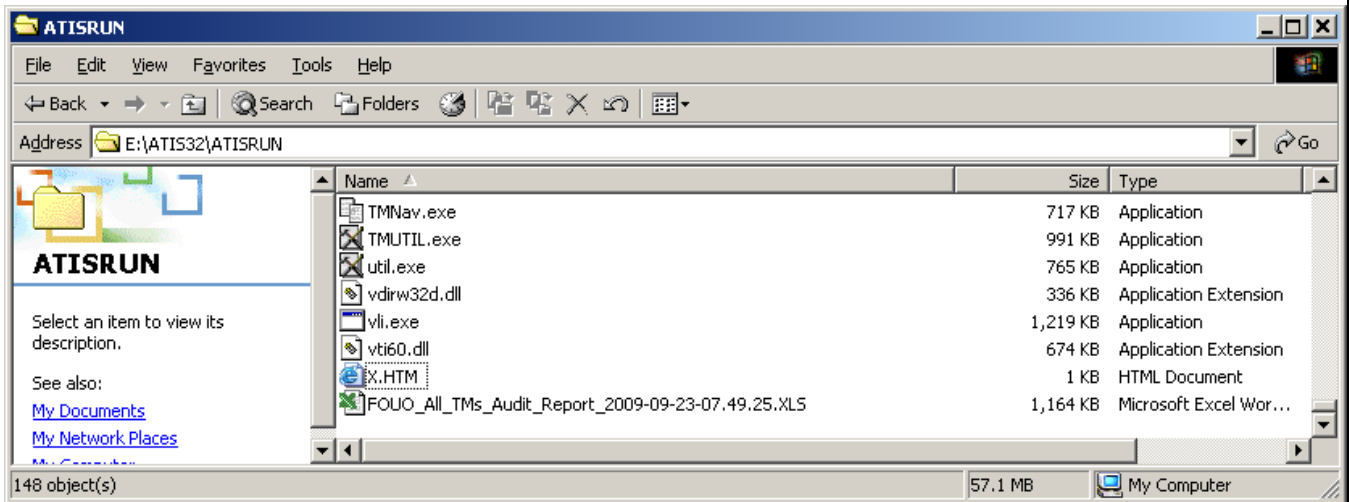 ATISRUN
File Edit View Favorites Tools Help
Back Search Folders
Address E:\ATIS32\ATISRUN Go
ATISRUN
Select an item to view its
description.
See also:
My Documents
My Network Places
My Computer
Name Size Type
TMNav.exe 717 KB Application
TMUTIL.exe 991 KB Application
util.exe 765 KB Application
vdirw32d.dll 336 KB Application Extension
vli.exe 1,219 KB Application
vti60.dll 674 KB Application Extension
X.HTM 1 KB HTML Document
FOUO_All_TMs_Audit_Report_2009-09-23-07.49.25.XLS 1,164 KB Microsoft Excel Wor...
148 object(s) 57.1 MB My Computer